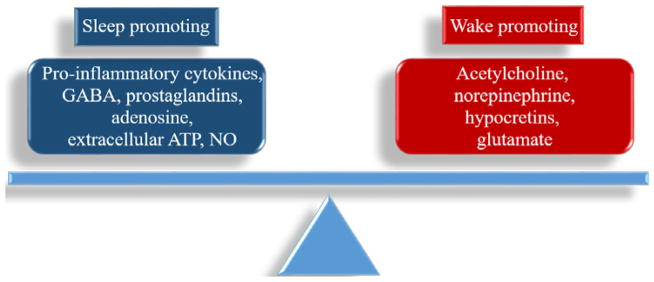 Sleep promoting
Pro-inflammatory cytokines,
GABA, prostaglandins,
adenosine,
extracellular ATP, NO
Wake promoting
Acetylcholine,
norepinephrine,
hypocretins,
glutamate